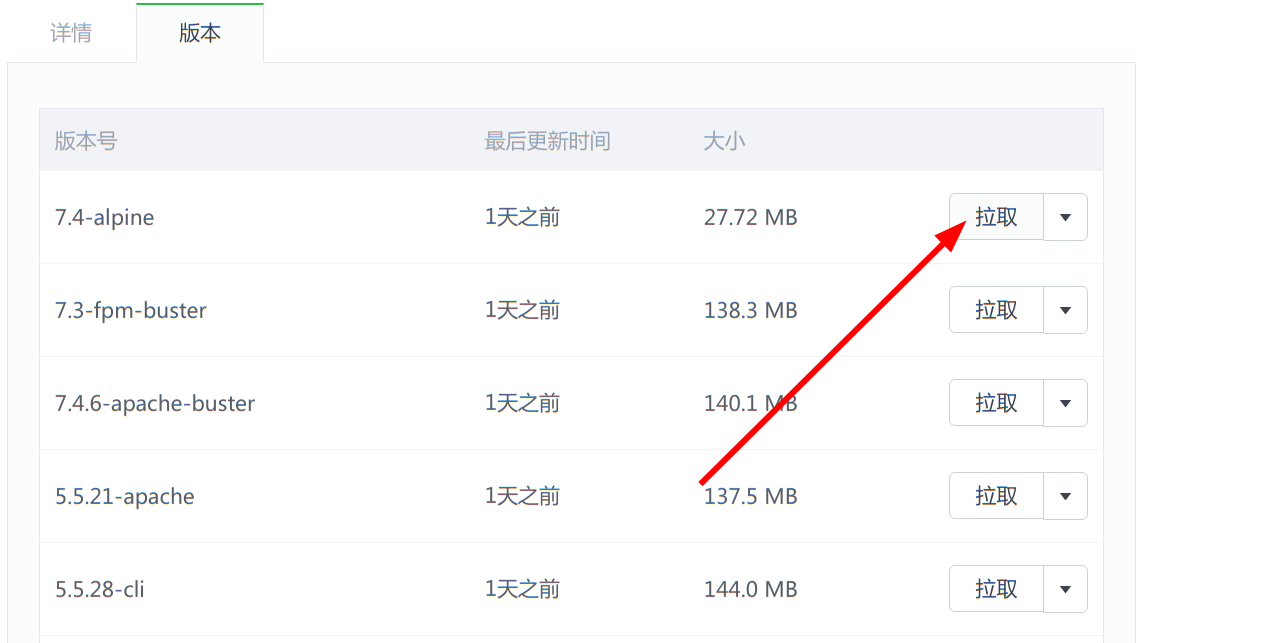 详情 版本
版本号 最后更新时间 大小
7.4-alpine 1天之前 27.72 MB 拉取
7.3-fpm-buster 1天之前 138.3 MB 拉取
7.4.6-apache-buster 1天之前 140.1 MB 拉取
5.5.21-apache 1天之前 137.5 MB 拉取
5.5.28-cli 1天之前 144.0 MB 拉取